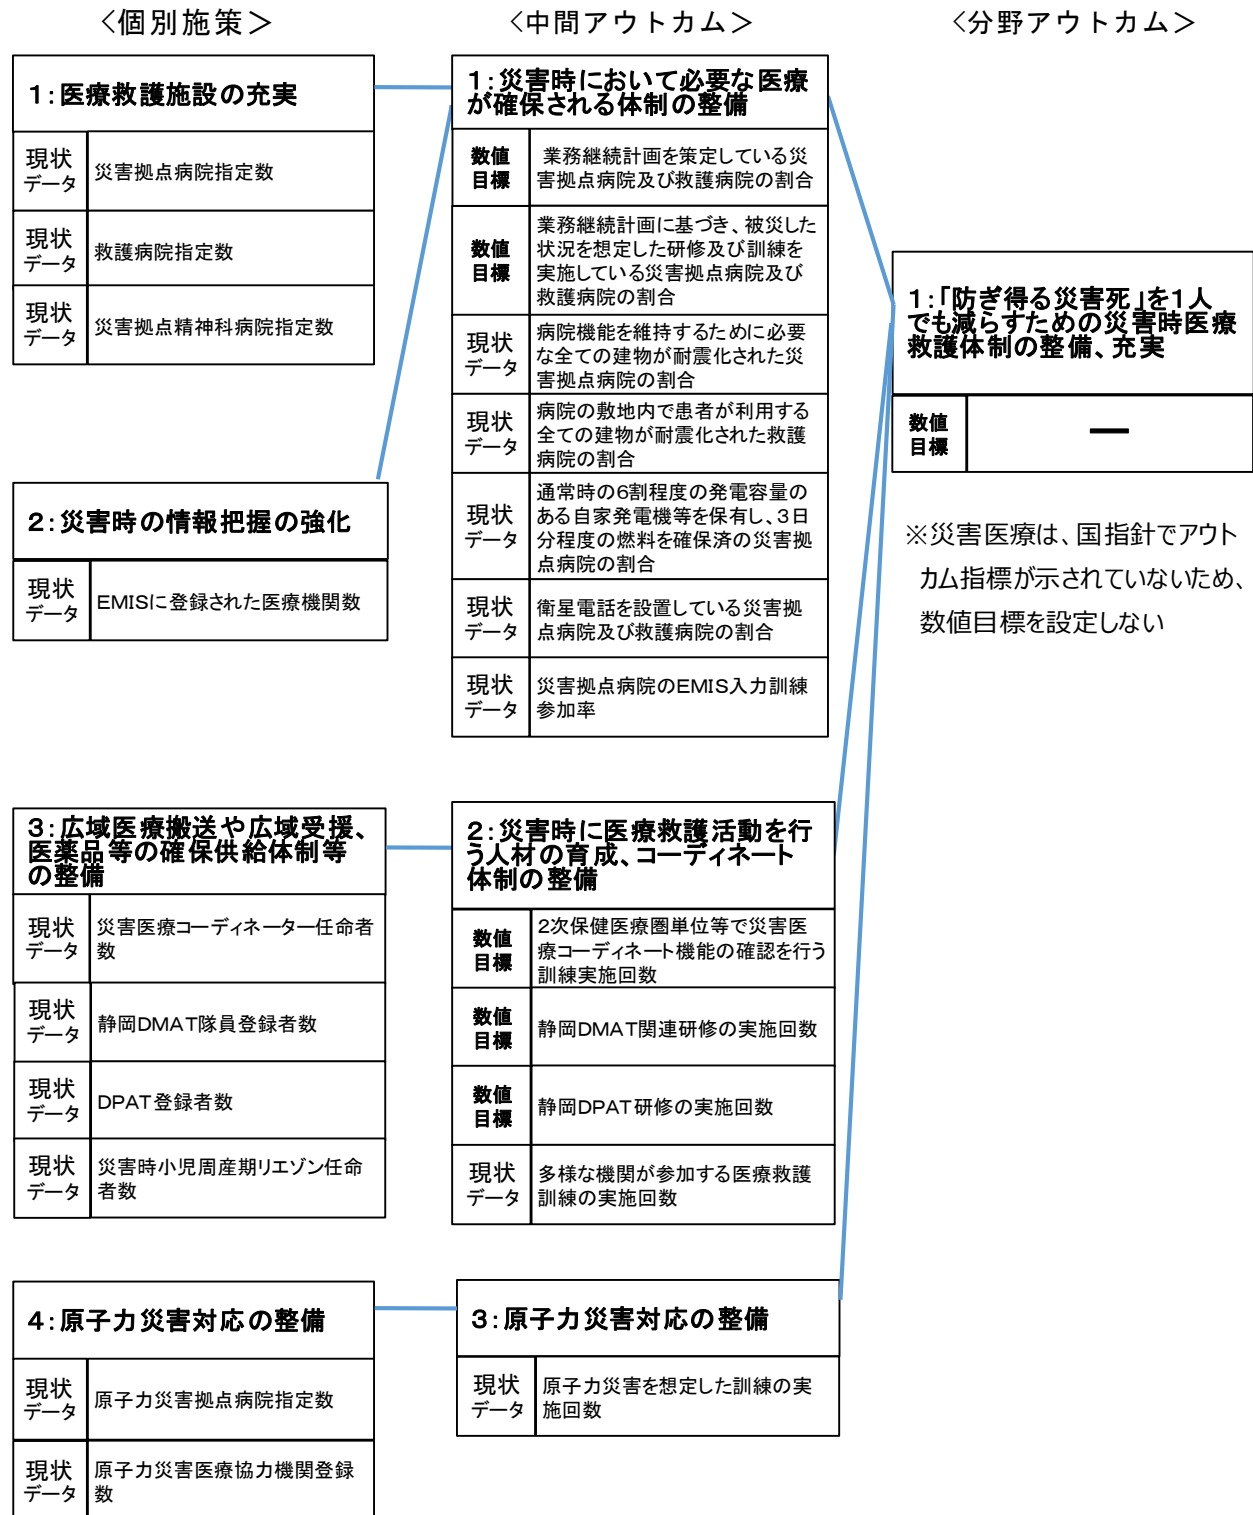 ＜個別施策＞
＜中間アウトカム＞
＜分野アウトカム＞
1：医療救護施設の充実
現状
データ
災害拠点病院指定数
現状
データ
救護病院指定数
現状
データ
災害拠点精神科病院指定数
2：災害時の情報把握の強化
現状
データ
EMISに登録された医療機関数
3：広域医療搬送や広域受援、
医薬品等の確保供給体制等
の整備
現状
データ
災害医療コーディネーター任命者
数
現状
データ
静岡DMAT隊員登録者数
現状
データ
DPAT登録者数
現状
データ
災害時小児周産期リエゾン任命
者数
4：原子力災害対応の整備
現状
データ
原子力災害拠点病院指定数
現状
データ
原子力災害医療協力機関登録
数
1：災害時において必要な医療
が確保される体制の整備
数値
目標
業務継続計画を策定している災
害拠点病院及び救護病院の割合
数値
目標
業務継続計画に基づき、被災した
状況を想定した研修及び訓練を
実施している災害拠点病院及び
救護病院の割合
現状
データ
病院機能を維持するために必要
な全ての建物が耐震化された災
害拠点病院の割合
現状
データ
病院の敷地内で患者が利用する
全ての建物が耐震化された救護
病院の割合
現状
データ
通常時の6割程度の発電容量の
ある自家発電機等を保有し、3日
分程度の燃料を確保済の災害拠
点病院の割合
現状
データ
衛星電話を設置している災害拠
点病院及び救護病院の割合
現状
データ
災害拠点病院のEMIS入力訓練
参加率
2：災害時に医療救護活動を行
う人材の育成、コーディネート
体制の整備
数値
目標
2次保健医療圏単位等で災害医
療コーディネート機能の確認を行う
訓練実施回数
数値
目標
静岡DMAT関連研修の実施回数
数値
目標
静岡DPAT研修の実施回数
現状
データ
多様な機関が参加する医療救護
訓練の実施回数
3：原子力災害対応の整備
現状
データ
原子力災害を想定した訓練の実
施回数
1：「防ぎ得る災害死」を1人
でも減らすための災害時医療
救護体制の整備、充実
数値
目標
ー
※災害医療は、国指針でアウト
カム指標が示されていないため、
数値目標を設定しない